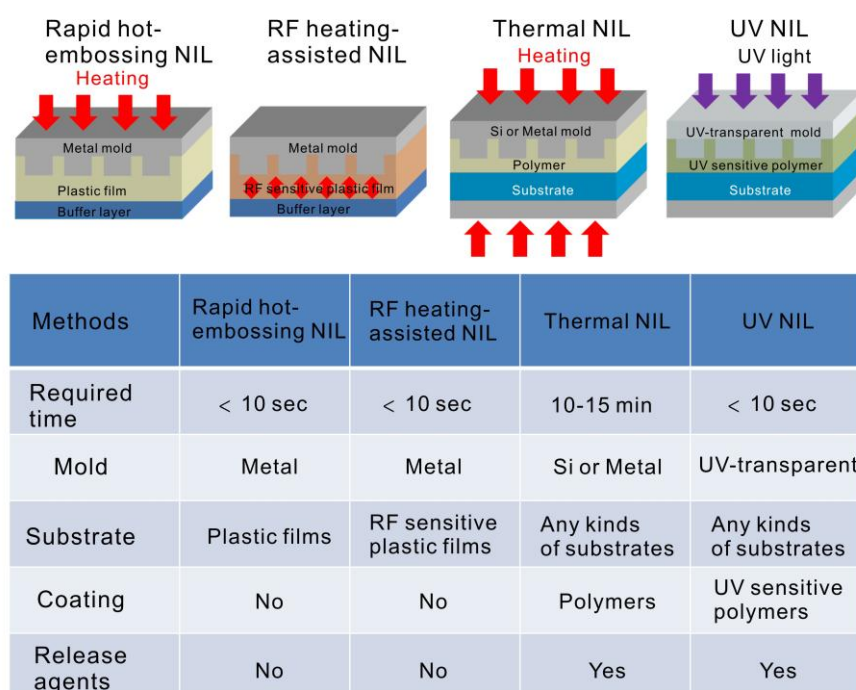 Rapid hot-
embossing NIL
Heating
Metal mold
Plastic film
Buffer layer
RF heating-
assisted NIL
RF sensitive plastic film
Buffer layer
Thermal NIL
Heating
Si or Metal mold
Polymer
Substrate
UV NIL
UV light
UV-transparent mold
UV sensitive polymer
Substrate
Methods
Rapid hot-
embossing NIL
RF heating-
assisted NIL
Thermal NIL
UV NIL
Required
time
< 10 sec
< 10 sec
10-15 min
< 10 sec
Mold
Metal
Metal
Si or Metal
UV-transparent
Substrate
Plastic films
RF sensitive
plastic films
Any kinds
of substrates
Any kinds
of substrates
Coating
No
No
Polymers
UV sensitive
polymers
Release
agents
No
No
Yes
Yes